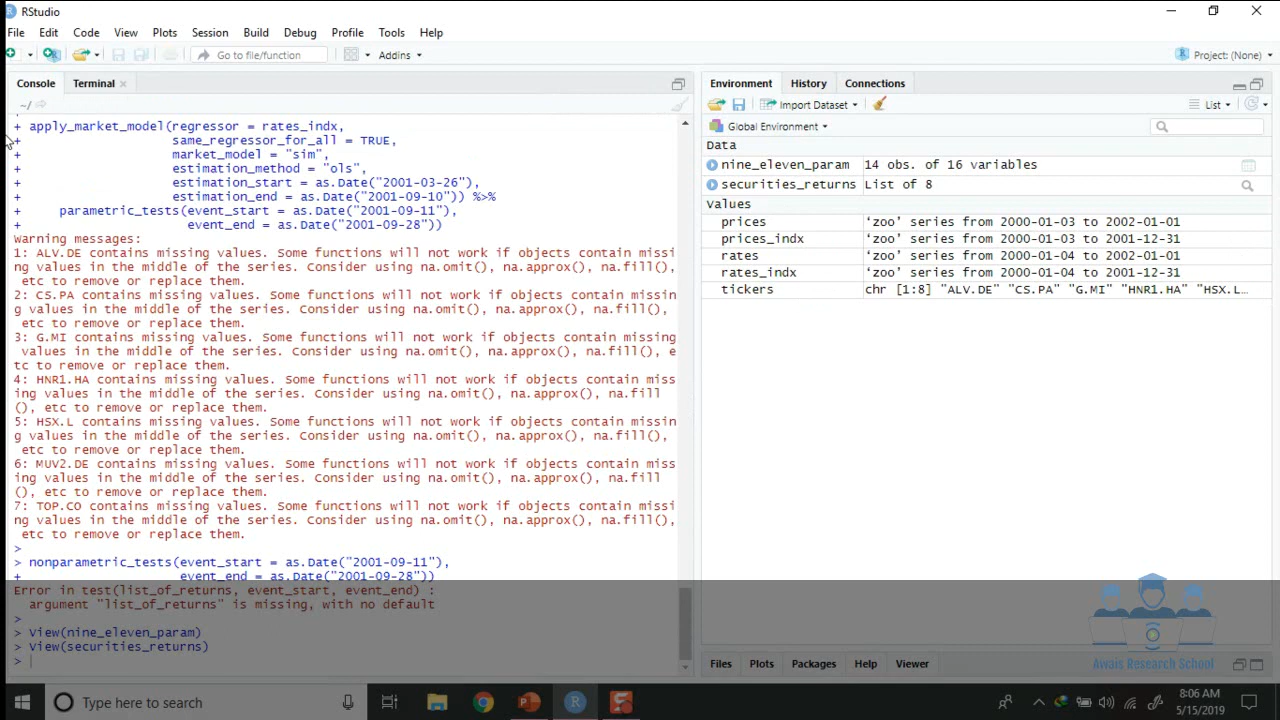 RStudio
File Edit Code View Plots Session Build Debug Profile Tools Help
Go to file/function Addins Project: (None)
Console Terminal
~/
+ apply_market_model(regressor = rates_indx,
+ same_regressor_for_all = TRUE,
+ market_model = "sim",
+ estimation_method = "ols",
+ estimation_start = as.Date("2001-03-26"),
+ estimation_end = as.Date("2001-09-10")) %>%
+ parametric_tests(event_start = as.Date("2001-09-11"),
+ event_end = as.Date("2001-09-28"))
Warning messages:
1: ALV.DE contains missing values. Some functions will not work if objects contain missi
ng values in the middle of the series. Consider using na.omit(), na.approx(), na.fill(),
etc to remove or replace them.
2: CS.PA contains missing values. Some functions will not work if objects contain missin
g values in the middle of the series. Consider using na.omit(), na.approx(), na.fill(),
etc to remove or replace them.
3: G.MI contains missing values. Some functions will not work if objects contain missing
values in the middle of the series. Consider using na.omit(), na.approx(), na.fill(), e
tc to remove or replace them.
4: HNR1.HA contains missing values. Some functions will not work if objects contain miss
ing values in the middle of the series. Consider using na.omit(), na.approx(), na.fill
(), etc to remove or replace them.
5: HSX.L contains missing values. Some functions will not work if objects contain missin
g values in the middle of the series. Consider using na.omit(), na.approx(), na.fill(),
etc to remove or replace them.
6: MUV2.DE contains missing values. Some functions will not work if objects contain miss
ing values in the middle of the series. Consider using na.omit(), na.approx(), na.fill
(), etc to remove or replace them.
7: TOP.CO contains missing values. Some functions will not work if objects contain missi
ng values in the middle of the series. Consider using na.omit(), na.approx(), na.fill(),
etc to remove or replace them.
>
> nonparametric_tests(event_start = as.Date("2001-09-11"),
+ event_end = as.Date("2001-09-28"))
Error in test(list_of_returns, event_start, event_end) :
argument "list_of_returns" is missing, with no default
>
> View(nine_eleven_param)
> View(securities_returns)
>
Environment History Connections
Import Dataset List
Global Environment
Data
nine_eleven_param 14 obs. of 16 variables
securities_returns List of 8
Values
prices ‘zoo’ series from 2000-01-03 to 2002-01-01
prices_indx ‘zoo’ series from 2000-01-03 to 2001-12-31
rates ‘zoo’ series from 2000-01-04 to 2002-01-01
rates_indx ‘zoo’ series from 2000-01-04 to 2001-12-31
tickers chr [1:8] "ALV.DE" "CS.PA" "G.MI" "HNR1.HA" "HSX.L…
Awais Research School
Files Plots Packages Help Viewer
Type here to search
8:06 AM
5/15/2019